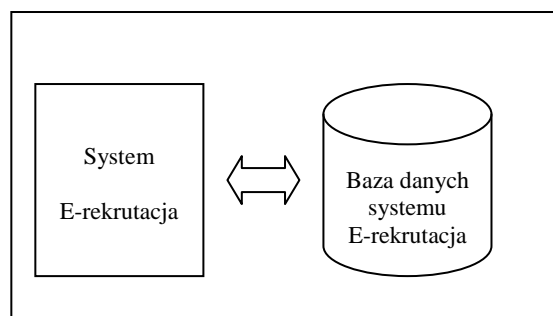 System
E-rekrutacja
Baza danych
systemu
E-rekrutacja